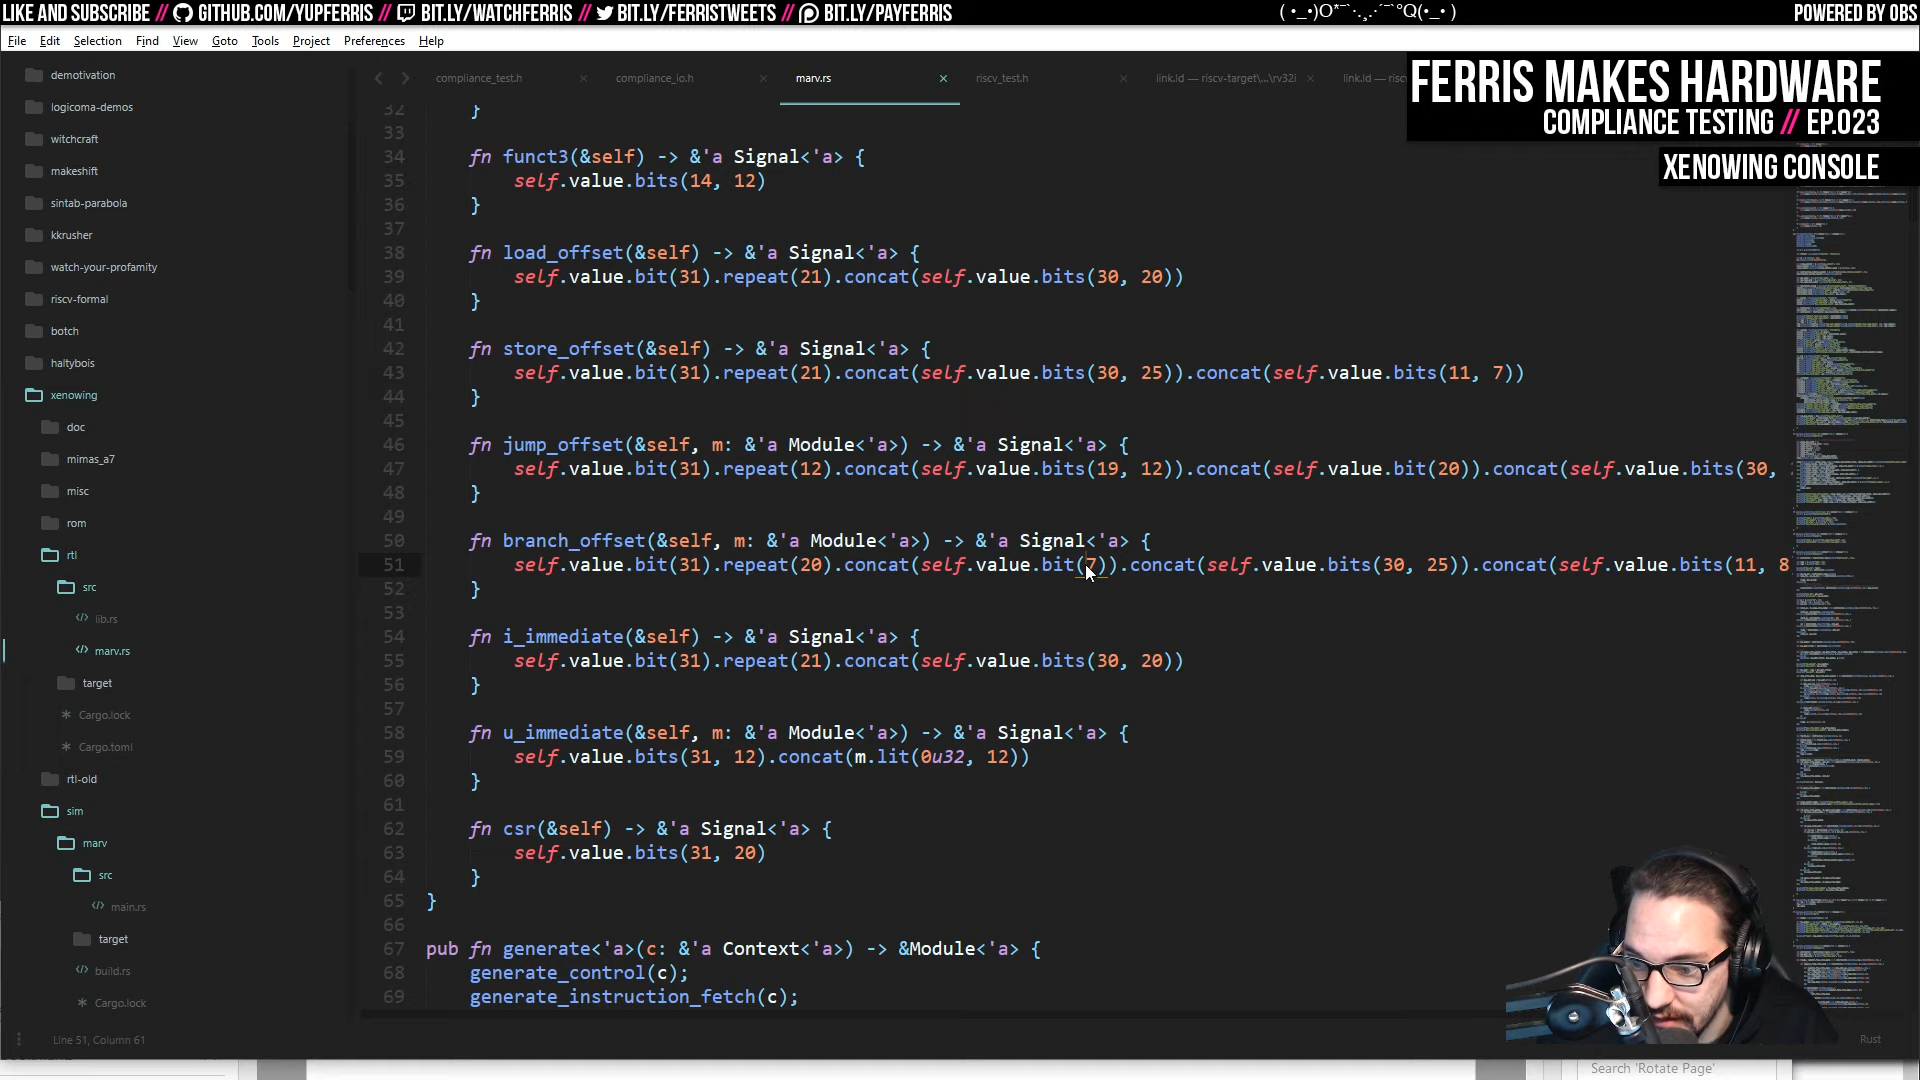 LIKE AND SUBSCRIBE // GITHUB.COM/YUPFERRIS // BIT.LY/WATCHFERRIS // BIT.LY/FERRISTWEETS // BIT.LY/PAYFERRIS
POWERED BY OBS
File Edit Selection Find View Goto Tools Project Preferences Help
FERRIS MAKES HARDWARE
COMPLIANCE TESTING // EP.023
XENOWING CONSOLE
compliance_test.h compliance_io.h marv.rs riscv_test.h link.ld — riscv-target\...\rv32i link.ld — riscv
demotivation
logicoma-demos
witchcraft
makeshift
sintab-parabola
kkrusher
watch-your-profamity
riscv-formal
botch
haltybois
xenowing
doc
mimas_a7
misc
rom
rtl
src
lib.rs
marv.rs
target
Cargo.lock
Cargo.toml
rtl-old
sim
marv
src
main.rs
target
build.rs
Cargo.lock
32 }
33
34 fn funct3(&self) -> &'a Signal<'a> {
35 self.value.bits(14, 12)
36 }
37
38 fn load_offset(&self) -> &'a Signal<'a> {
39 self.value.bit(31).repeat(21).concat(self.value.bits(30, 20))
40 }
41
42 fn store_offset(&self) -> &'a Signal<'a> {
43 self.value.bit(31).repeat(21).concat(self.value.bits(30, 25)).concat(self.value.bits(11, 7))
44 }
45
46 fn jump_offset(&self, m: &'a Module<'a>) -> &'a Signal<'a> {
47 self.value.bit(31).repeat(12).concat(self.value.bits(19, 12)).concat(self.value.bit(20)).concat(self.value.bits(30,
48 }
49
50 fn branch_offset(&self, m: &'a Module<'a>) -> &'a Signal<'a> {
51 self.value.bit(31).repeat(20).concat(self.value.bit(7)).concat(self.value.bits(30, 25)).concat(self.value.bits(11, 8
52 }
53
54 fn i_immediate(&self) -> &'a Signal<'a> {
55 self.value.bit(31).repeat(21).concat(self.value.bits(30, 20))
56 }
57
58 fn u_immediate(&self, m: &'a Module<'a>) -> &'a Signal<'a> {
59 self.value.bits(31, 12).concat(m.lit(0u32, 12))
60 }
61
62 fn csr(&self) -> &'a Signal<'a> {
63 self.value.bits(31, 20)
64 }
65 }
66
67 pub fn generate<'a>(c: &'a Context<'a>) -> &Module<'a> {
68 generate_control(c);
69 generate_instruction_fetch(c);
Line 51, Column 61
Rust
Search 'Rotate Page'